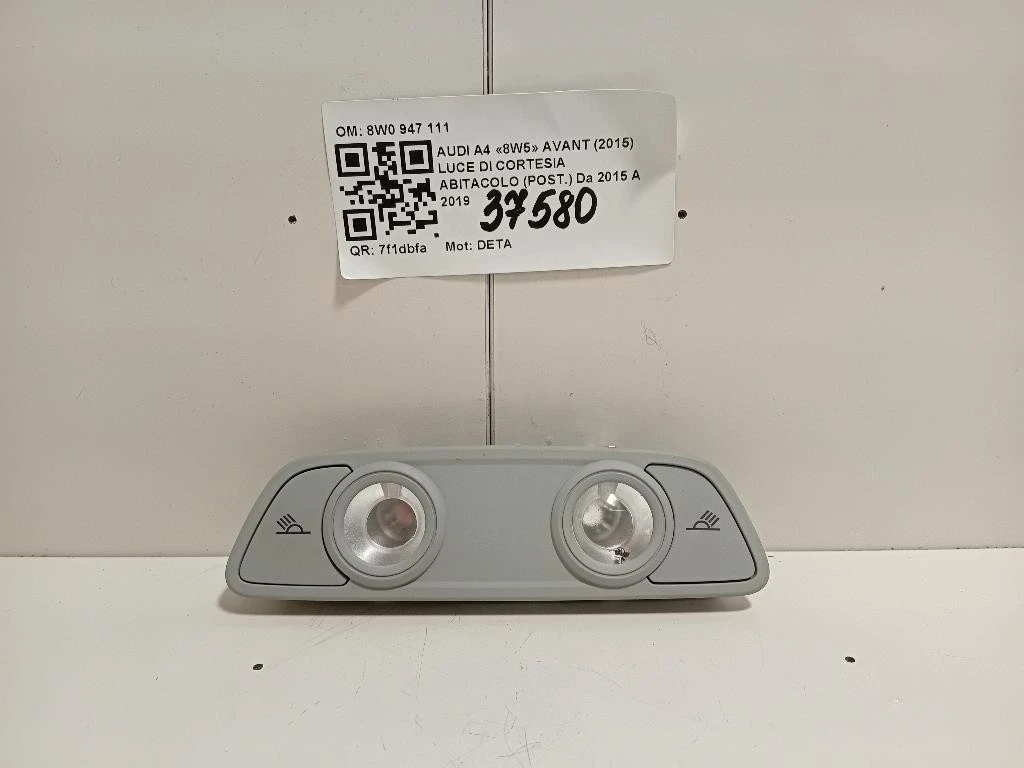 OM: 8W0 947 111
AUDI A4 «8W5» AVANT (2015)
LUCE DI CORTESIA
ABITACOLO (POST.) Da 2015 A
2019 37580
QR: 7f1dbfa Mot: DETA